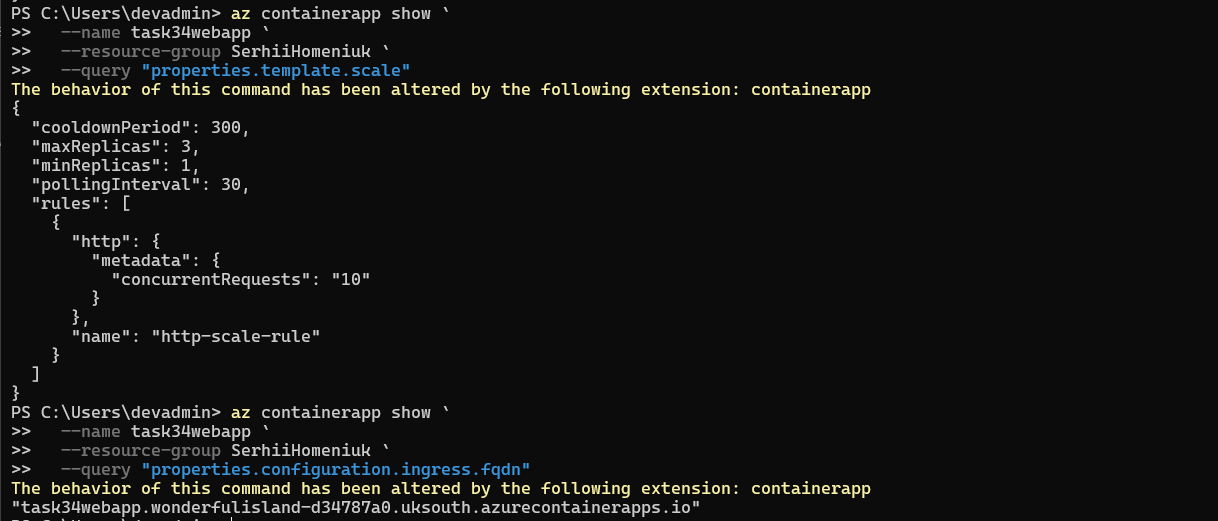 PS C:\Users\devadmin> az containerapp show `
>>   --name task34webapp `
>>   --resource-group SerhiiHomeniuk `
>>   --query "properties.template.scale"
The behavior of this command has been altered by the following extension: containerapp
{
  "cooldownPeriod": 300,
  "maxReplicas": 3,
  "minReplicas": 1,
  "pollingInterval": 30,
  "rules": [
    {
      "http": {
        "metadata": {
          "concurrentRequests": "10"
        }
      },
      "name": "http-scale-rule"
    }
  ]
}
PS C:\Users\devadmin> az containerapp show `
>>   --name task34webapp `
>>   --resource-group SerhiiHomeniuk `
>>   --query "properties.configuration.ingress.fqdn"
The behavior of this command has been altered by the following extension: containerapp
"task34webapp.wonderfulisland-d34787a0.uksouth.azurecontainerapps.io"